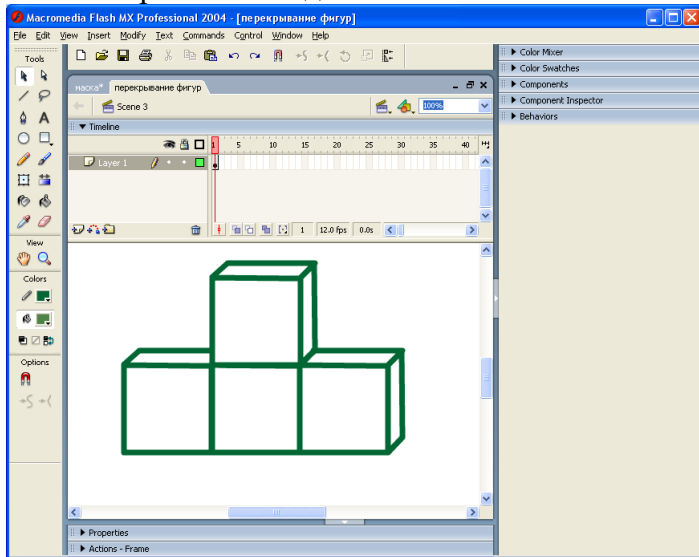 Macromedia Flash MX Professional 2004 - [перекрывание фигур]
File Edit View Insert Modify Text Commands Control Window Help
Tools
View
Colors
Options
маска* перекрывание фигур
Scene 3
100%
Timeline
1 5 10 15 20 25 30 35 40
Layer 1
1 12.0 fps 0.0s
Properties
Actions - Frame
Color Mixer
Color Swatches
Components
Component Inspector
Behaviors